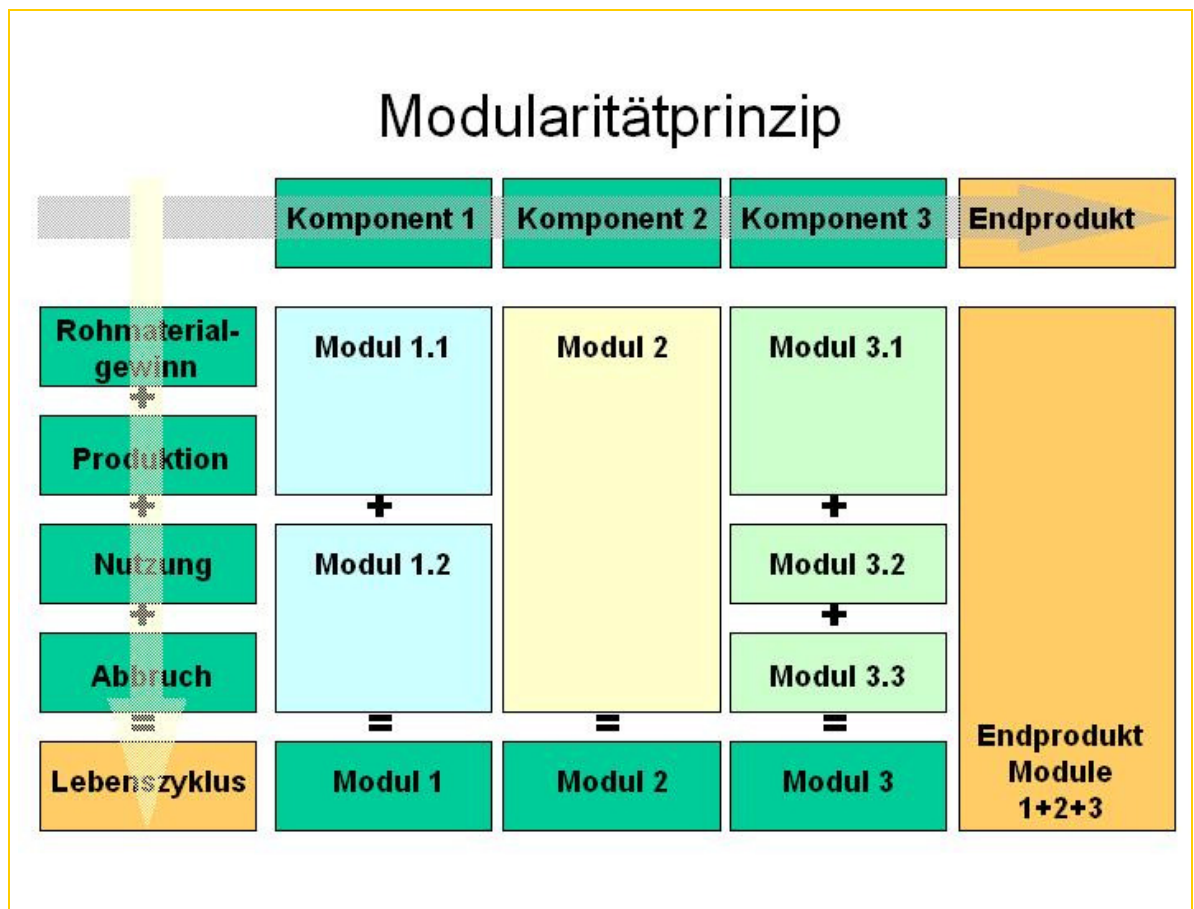 Modularitätprinzip
Komponent 1 Komponent 2 Komponent 3 Endprodukt
Rohmaterial-
gewinn
Modul 1.1 Modul 2 Modul 3.1
+
Produktion
+ + +
Nutzung Modul 1.2 Modul 3.2
+ +
Abbruch Modul 3.3
= = = =
Lebenszyklus Modul 1 Modul 2 Modul 3
Endprodukt
Module
1+2+3